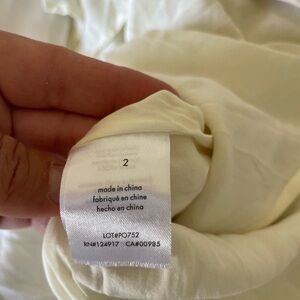 2
made in china
fabriqué en chine
hecho en china
LOT#PO752
RN#124917 CA#00985